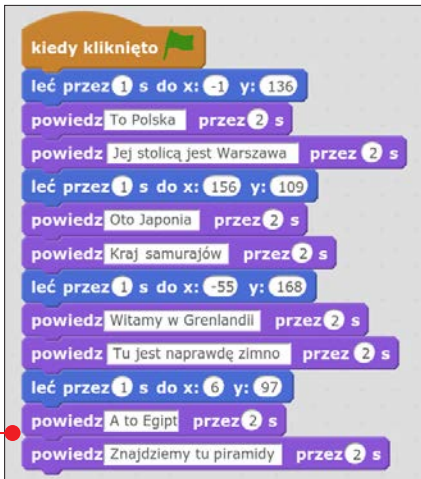 kiedy kliknięto
leć przez 1 s do x: -1 y: 136
powiedz To Polska przez 2 s
powiedz Jej stolicą jest Warszawa przez 2 s
leć przez 1 s do x: 156 y: 109
powiedz Oto Japonia przez 2 s
powiedz Kraj samurajów przez 2 s
leć przez 1 s do x: -55 y: 168
powiedz Witamy w Grenlandii przez 2 s
powiedz Tu jest naprawdę zimno przez 2 s
leć przez 1 s do x: 6 y: 97
powiedz A to Egipt przez 2 s
powiedz Znajdziemy tu piramidy przez 2 s